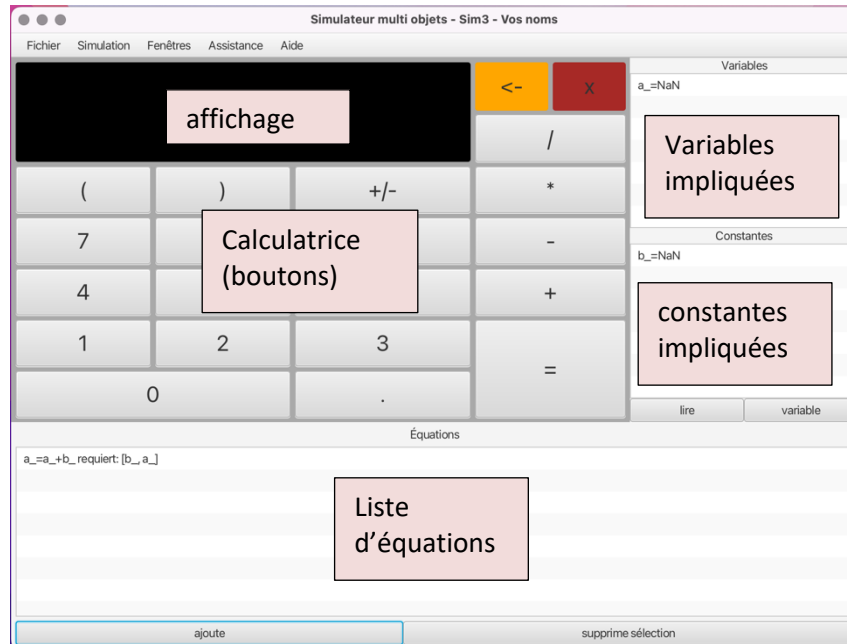 Simulateur multi objets - Sim3 - Vos noms
Fichier Simulation Fenêtres Assistance Aide
affichage
<- x
/
( ) +/- *
7 -
4 +
1 2 3
=
0 .
Calculatrice
(boutons)
Variables
a_=NaN
Variables
impliquées
Constantes
b_=NaN
constantes
impliquées
lire variable
Équations
a_=a_+b_ requiert: [b_, a_]
Liste
d'équations
ajoute supprime sélection